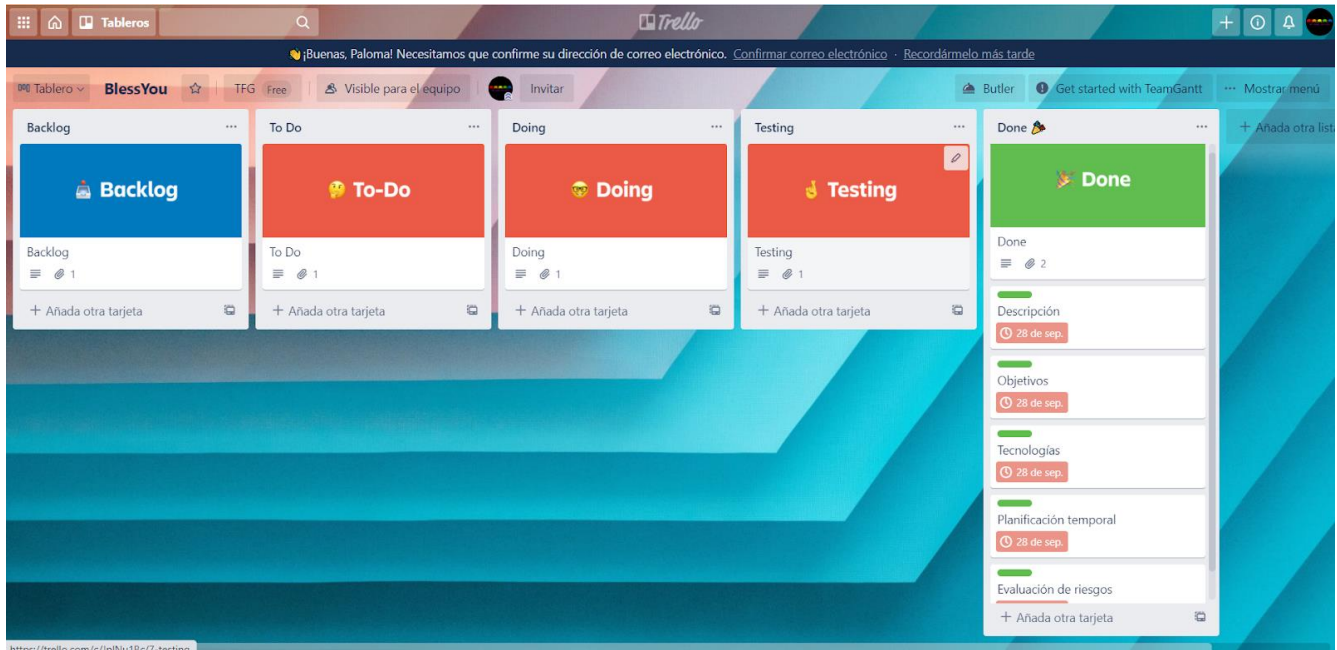 Tableros
Trello
¡Buenas, Paloma! Necesitamos que confirme su dirección de correo electrónico. Confirmar correo electrónico · Recordármelo más tarde
Tablero BlessYou TFG Free Visible para el equipo Invitar Butler Get started with TeamGantt ··· Mostrar menú
Backlog ···
Backlog
Backlog
1
+ Añada otra tarjeta
To Do ···
To-Do
To Do
1
+ Añada otra tarjeta
Doing ···
Doing
Doing
1
+ Añada otra tarjeta
Testing ···
Testing
Testing
1
+ Añada otra tarjeta
Done ···
Done
Done
2
Descripción
28 de sep.
Objetivos
28 de sep.
Tecnologías
28 de sep.
Planificación temporal
28 de sep.
Evaluación de riesgos
+ Añada otra tarjeta
+ Añada otra lista